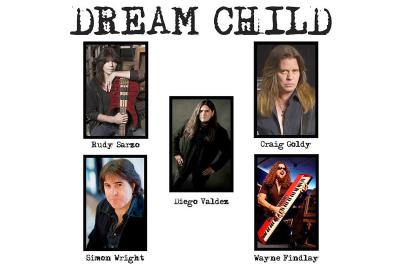 DREAM CHILD
Rudy Sarzo
Craig Goldy
Diego Valdez
Simon Wright
Wayne Findlay